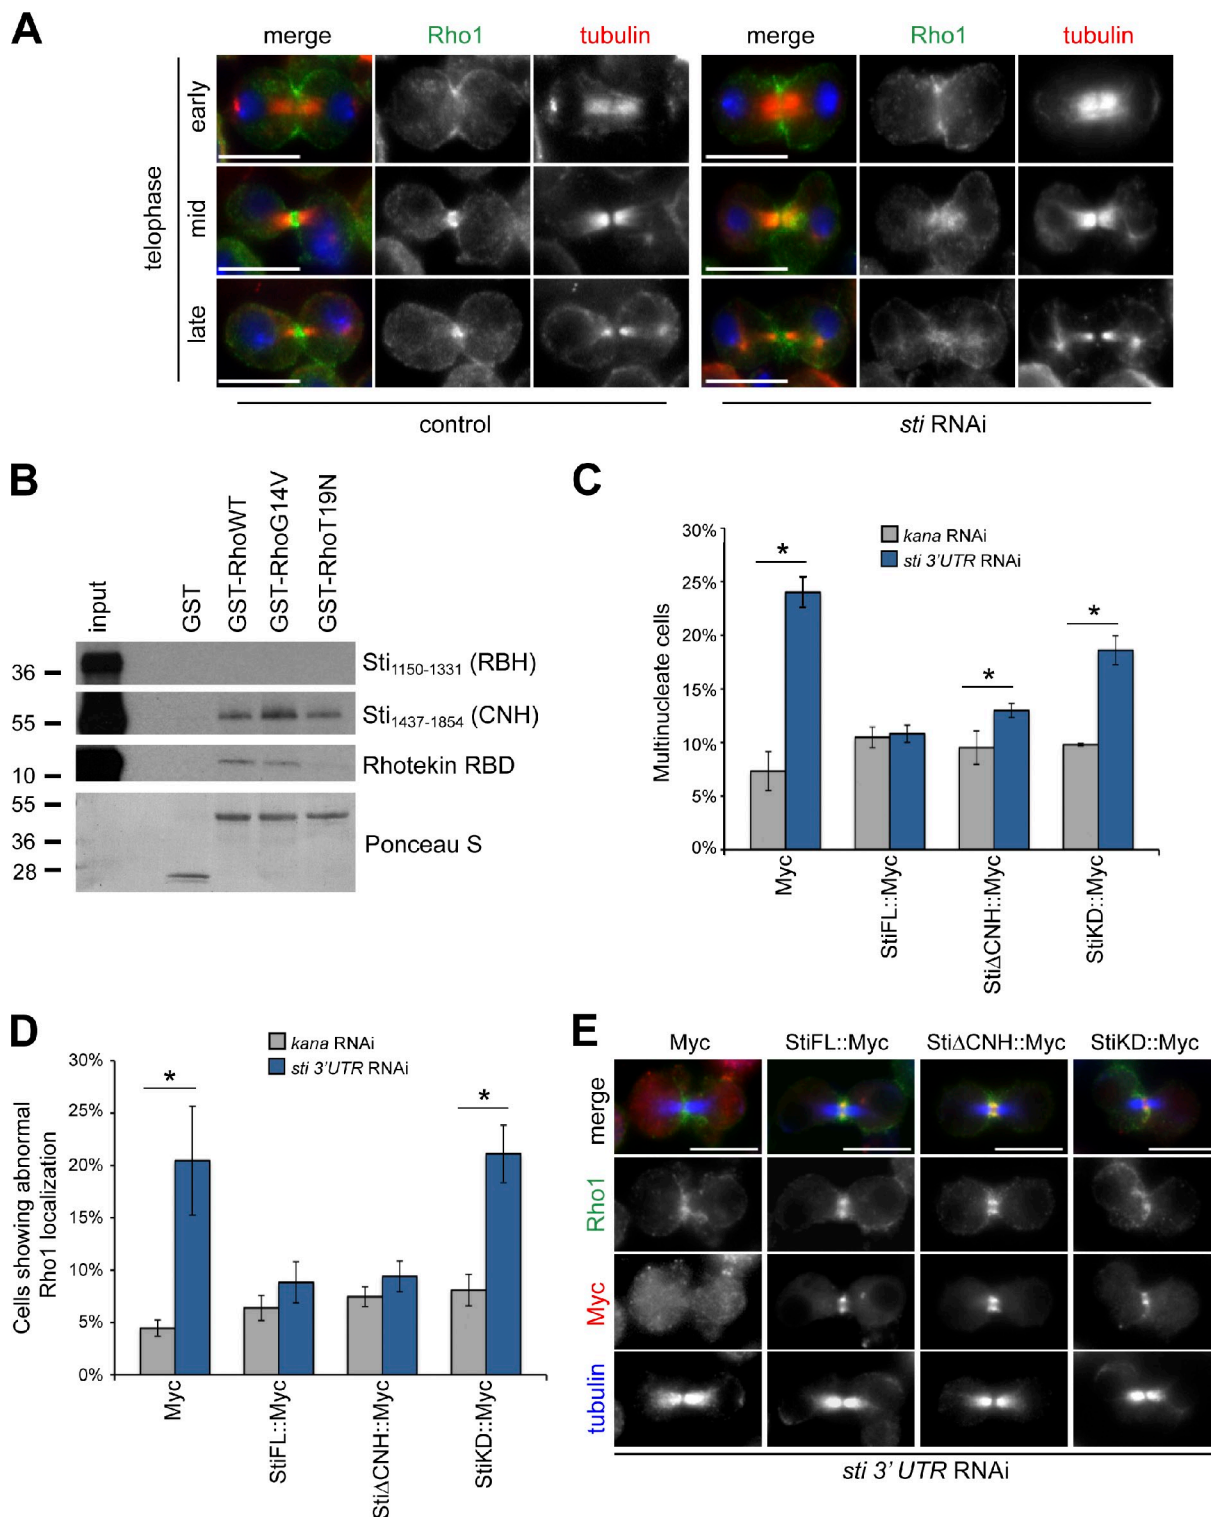 A
merge Rho1 tubulin merge Rho1 tubulin
telophase
early
mid
late
control sti RNAi
B
input GST GST-RhoWT GST-RhoG14V GST-RhoT19N
36 Sti1150-1331 (RBH)
55 Sti1437-1854 (CNH)
10 Rhotekin RBD
55
36
28
Ponceau S
C
kana RNAi
sti 3'UTR RNAi
Multinucleate cells
30%
25%
20%
15%
10%
5%
0%
* * *
Myc StiFL::Myc StiΔCNH::Myc StiKD::Myc
D
kana RNAi
sti 3'UTR RNAi
Cells showing abnormal
Rho1 localization
30%
25%
20%
15%
10%
5%
0%
* *
Myc StiFL::Myc StiΔCNH::Myc StiKD::Myc
E
Myc StiFL::Myc StiΔCNH::Myc StiKD::Myc
merge
Rho1
Myc
tubulin
sti 3' UTR RNAi